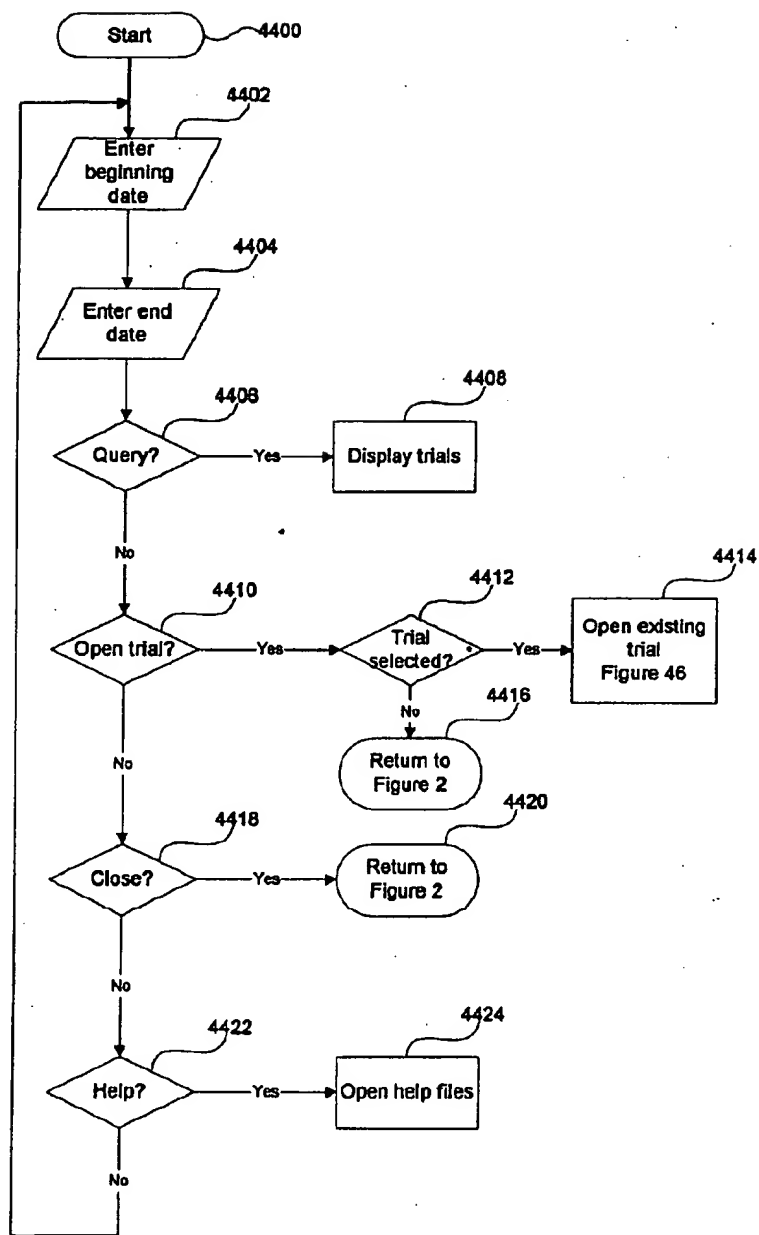 Start
4400
4402
Enter
beginning
date
4404
Enter end
date
4406
Query?
Yes
4408
Display trials
No
4410
Open trial?
Yes
4412
Trial
selected?
Yes
4414
Open existsing
trial
Figure 46
No
4416
Return to
Figure 2
No
4418
Close?
Yes
4420
Return to
Figure 2
No
4422
Help?
Yes
4424
Open help files
No